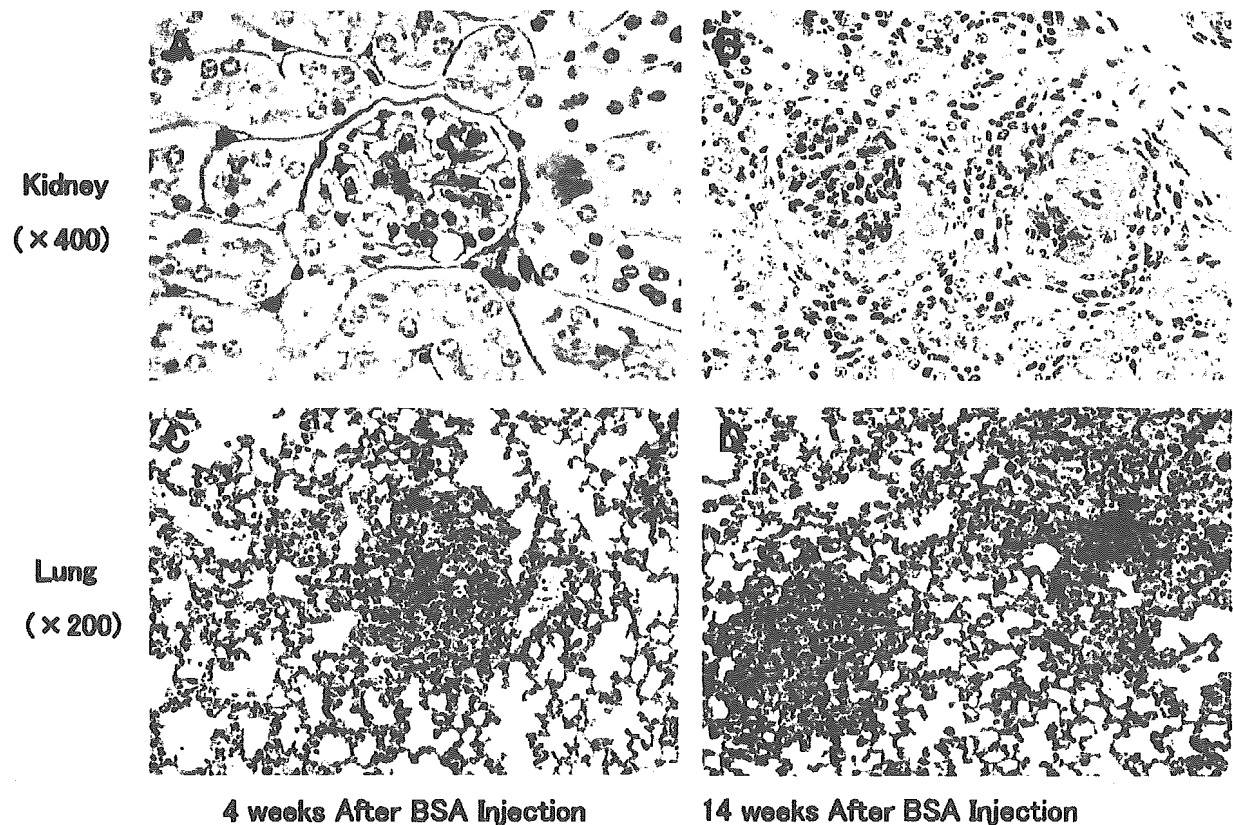 A
B
Kidney
(×400)
C
D
Lung
(×200)
4 weeks After BSA Injection
14 weeks After BSA Injection